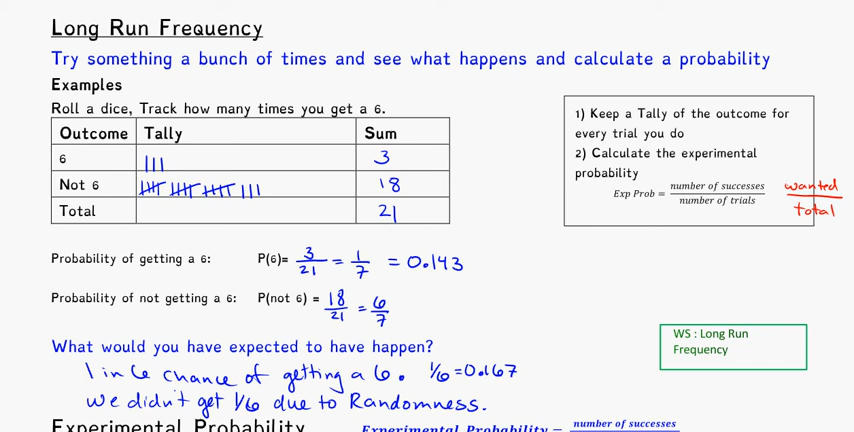 Long Run Frequency
Try something a bunch of times and see what happens and calculate a probability
Examples
Roll a dice, Track how many times you get a 6.
Outcome Tally Sum
6 3
Not 6 18
Total 21
1) Keep a Tally of the outcome for
every trial you do
2) Calculate the experimental
probability
Exp Prob = number of successes / number of trials
wanted / total
Probability of getting a 6: P(6)= 3/21 = 1/7 = 0.143
Probability of not getting a 6: P(not 6) = 18/21 = 6/7
What would you have expected to have happen?
1 in 6 chance of getting a 6. 1/6=0.167
We didn't get 1/6 due to Randomness.
WS : Long Run
Frequency
Experimental Probability
Experimental Probability = number of successes